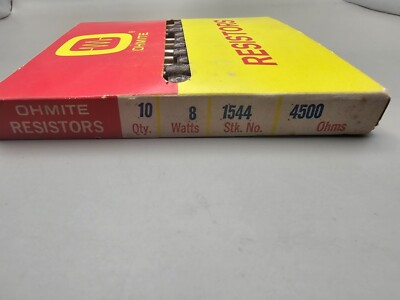 OHMITE
RESISTORS
OHMITE
RESISTORS
10 8 1544 4500
Qty. Watts Stk. No. Ohms